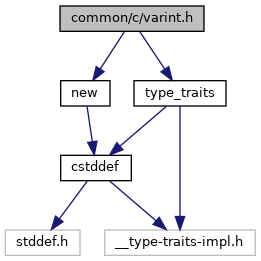 common/c/varint.h
new
type_traits
cstddef
stddef.h
__type-traits-impl.h